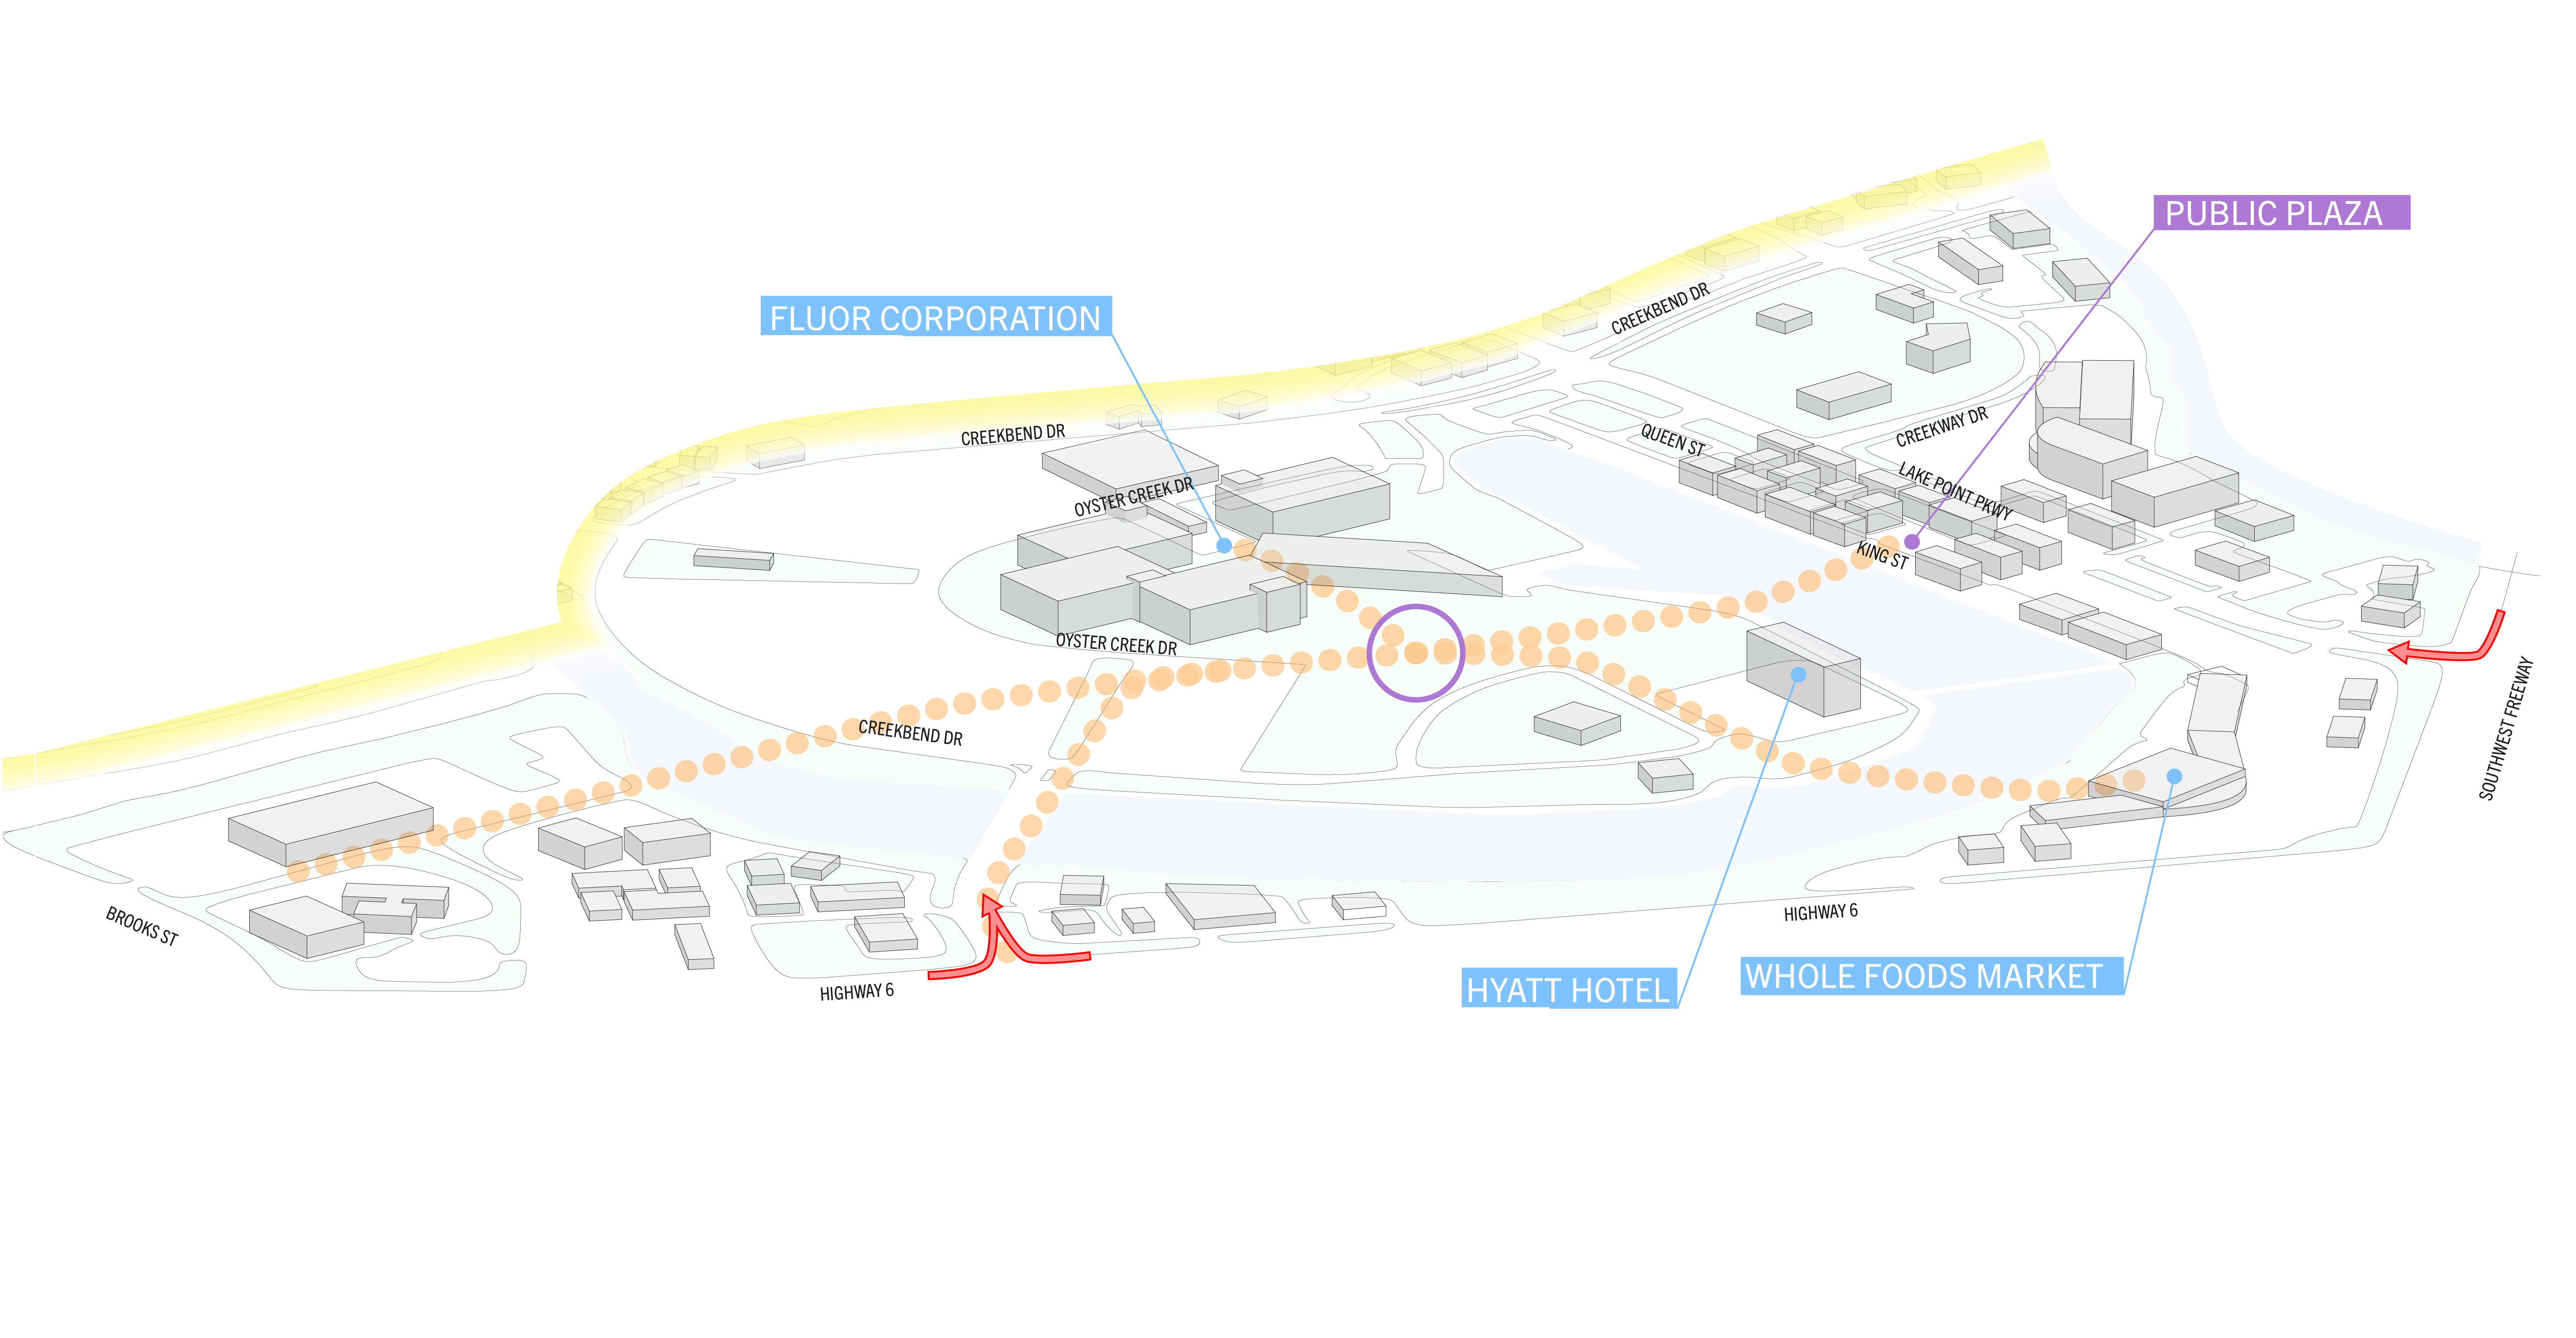 PUBLIC PLAZA
FLUOR CORPORATION
CREEKBEND DR
CREEKBEND DR
QUEEN ST
CREEKWAY DR
OYSTER CREEK DR
LAKE POINT PKWY
KING ST
OYSTER CREEK DR
CREEKBEND DR
SOUTHWEST FREEWAY
BROOKS ST
HIGHWAY 6
HIGHWAY 6
HYATT HOTEL
WHOLE FOODS MARKET